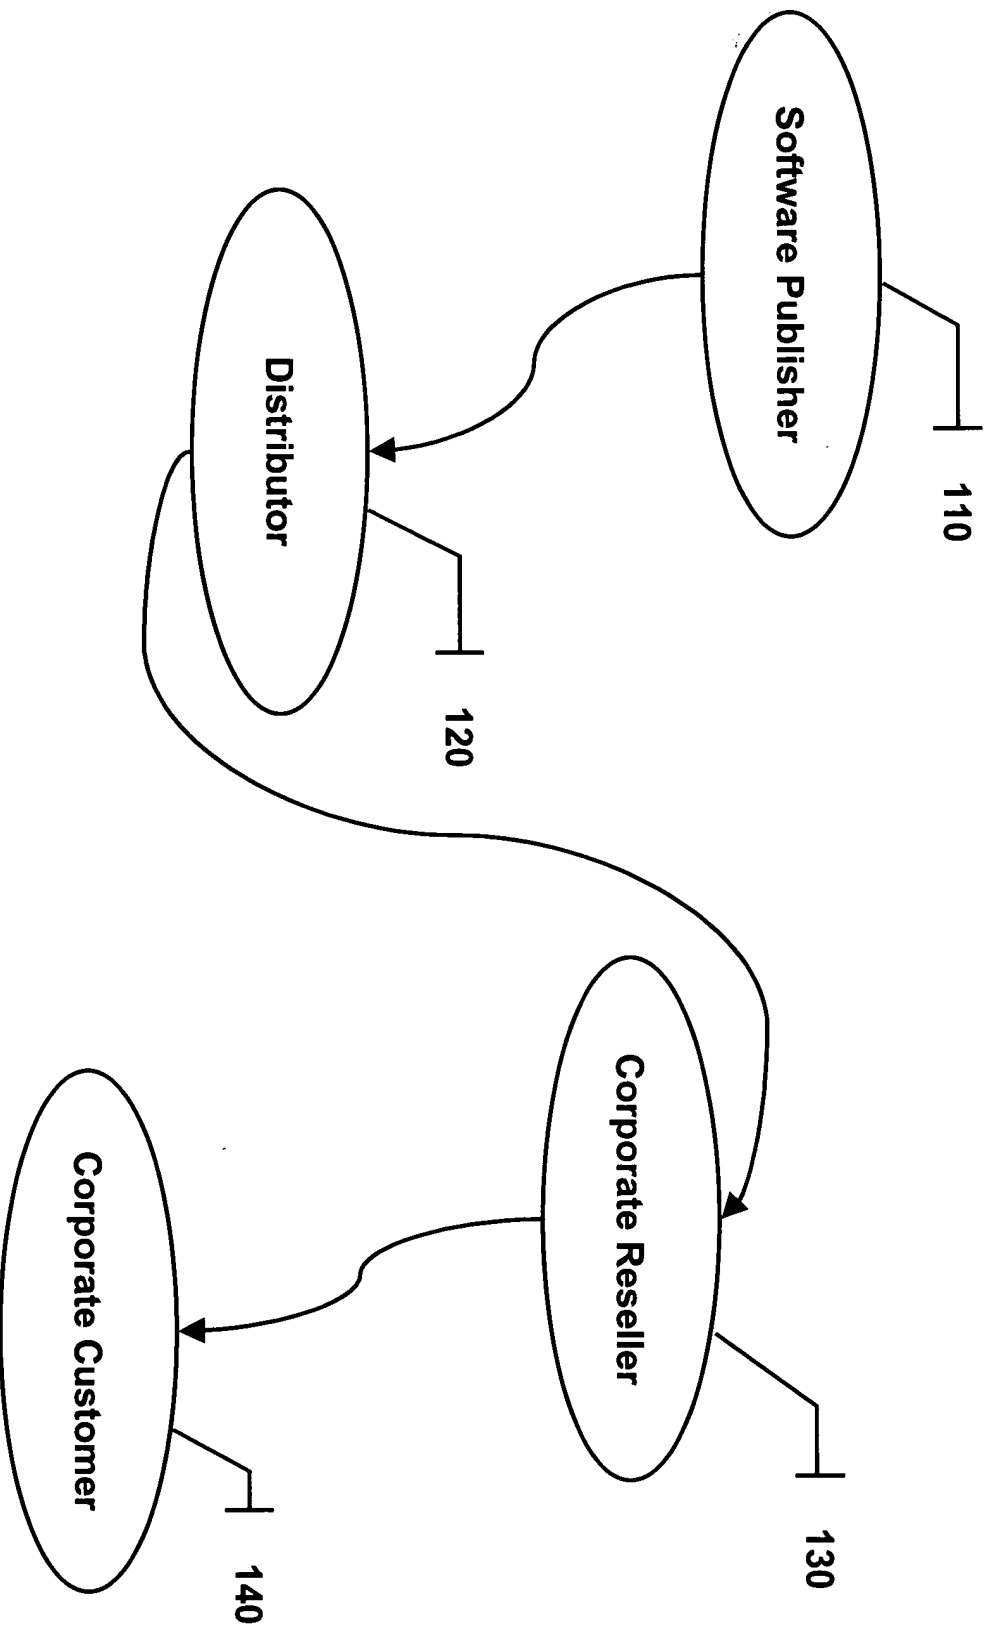 Software Publisher
110
Distributor
120
Corporate Reseller
130
Corporate Customer
140